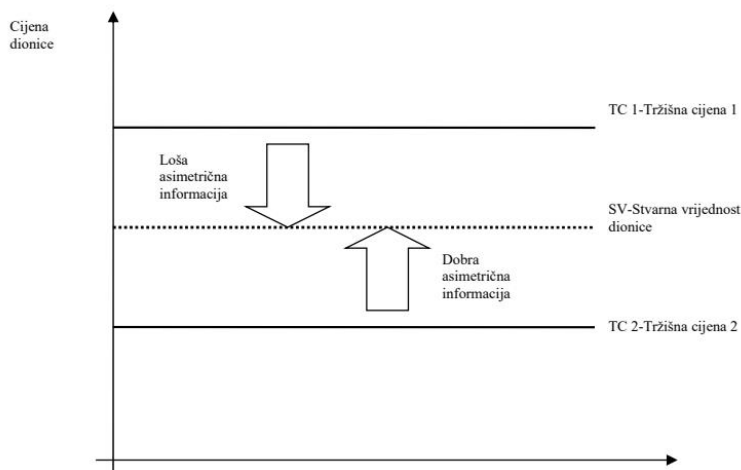 Cijena
dionice
TC 1-Tržišna cijena 1
Loša
asimetrična
informacija
SV-Stvarna vrijednost
dionice
Dobra
asimetrična
informacija
TC 2-Tržišna cijena 2